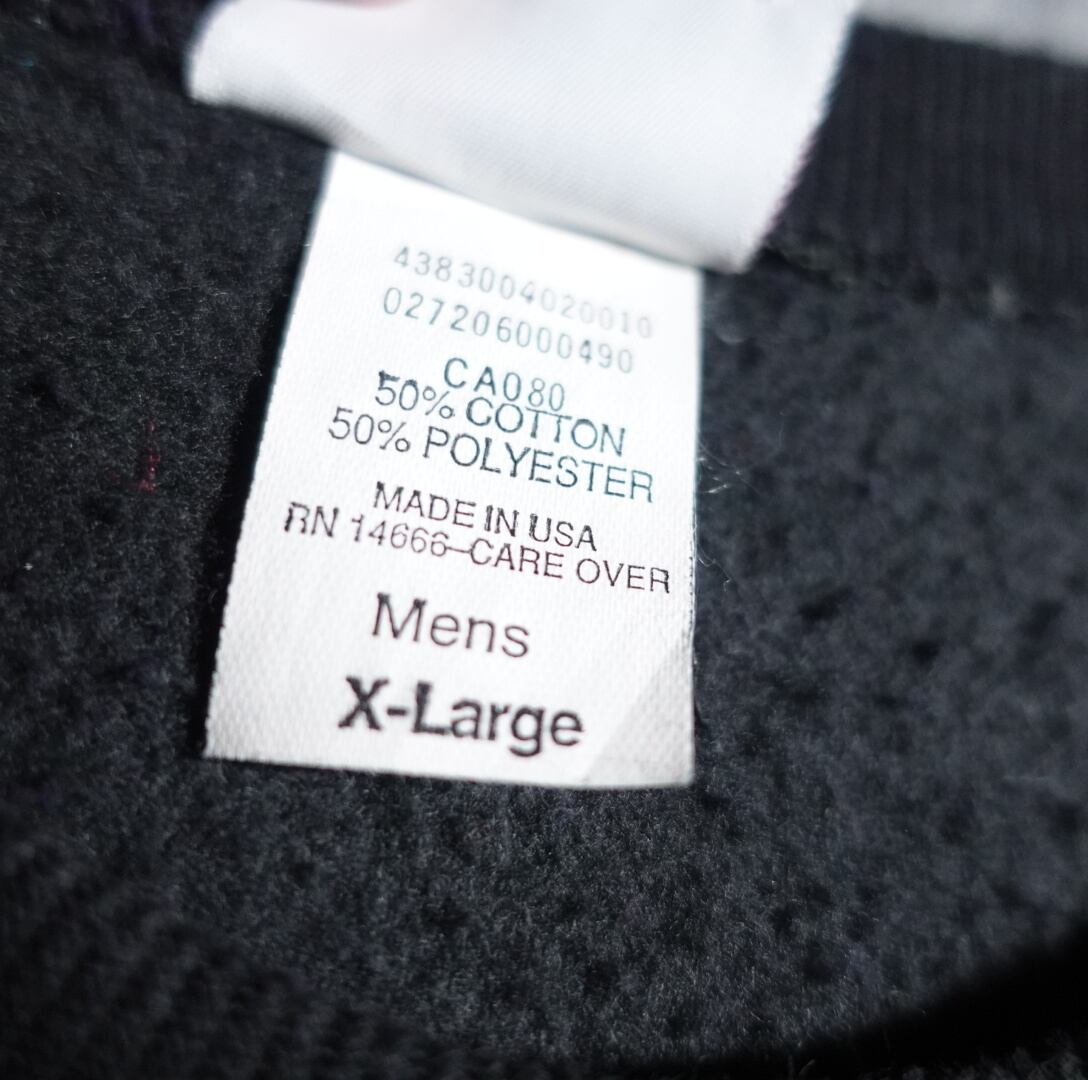 4383004020010
027206000490
CA080
50% COTTON
50% POLYESTER
MADE IN USA
RN 14666-CARE OVER
Mens
X-Large